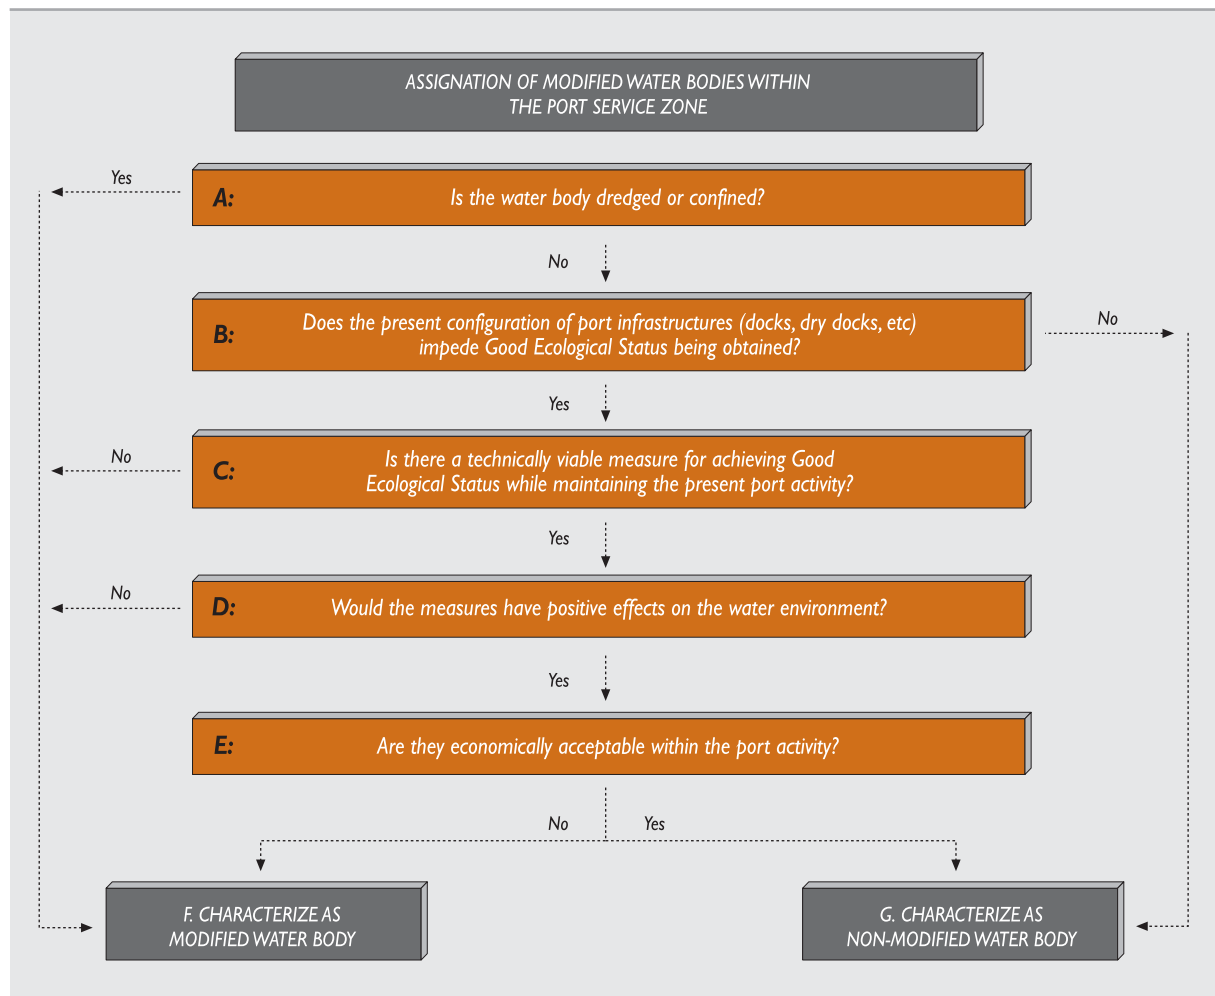 ASSIGNATION OF MODIFIED WATER BODIES WITHIN
THE PORT SERVICE ZONE
Yes
A: Is the water body dredged or confined?
No
B: Does the present configuration of port infrastructures (docks, dry docks, etc)
impede Good Ecological Status being obtained?
No
Yes
C: Is there a technically viable measure for achieving Good
Ecological Status while maintaining the present port activity?
No
Yes
D: Would the measures have positive effects on the water environment?
No
Yes
E: Are they economically acceptable within the port activity?
No Yes
F. CHARACTERIZE AS
MODIFIED WATER BODY
G. CHARACTERIZE AS
NON-MODIFIED WATER BODY